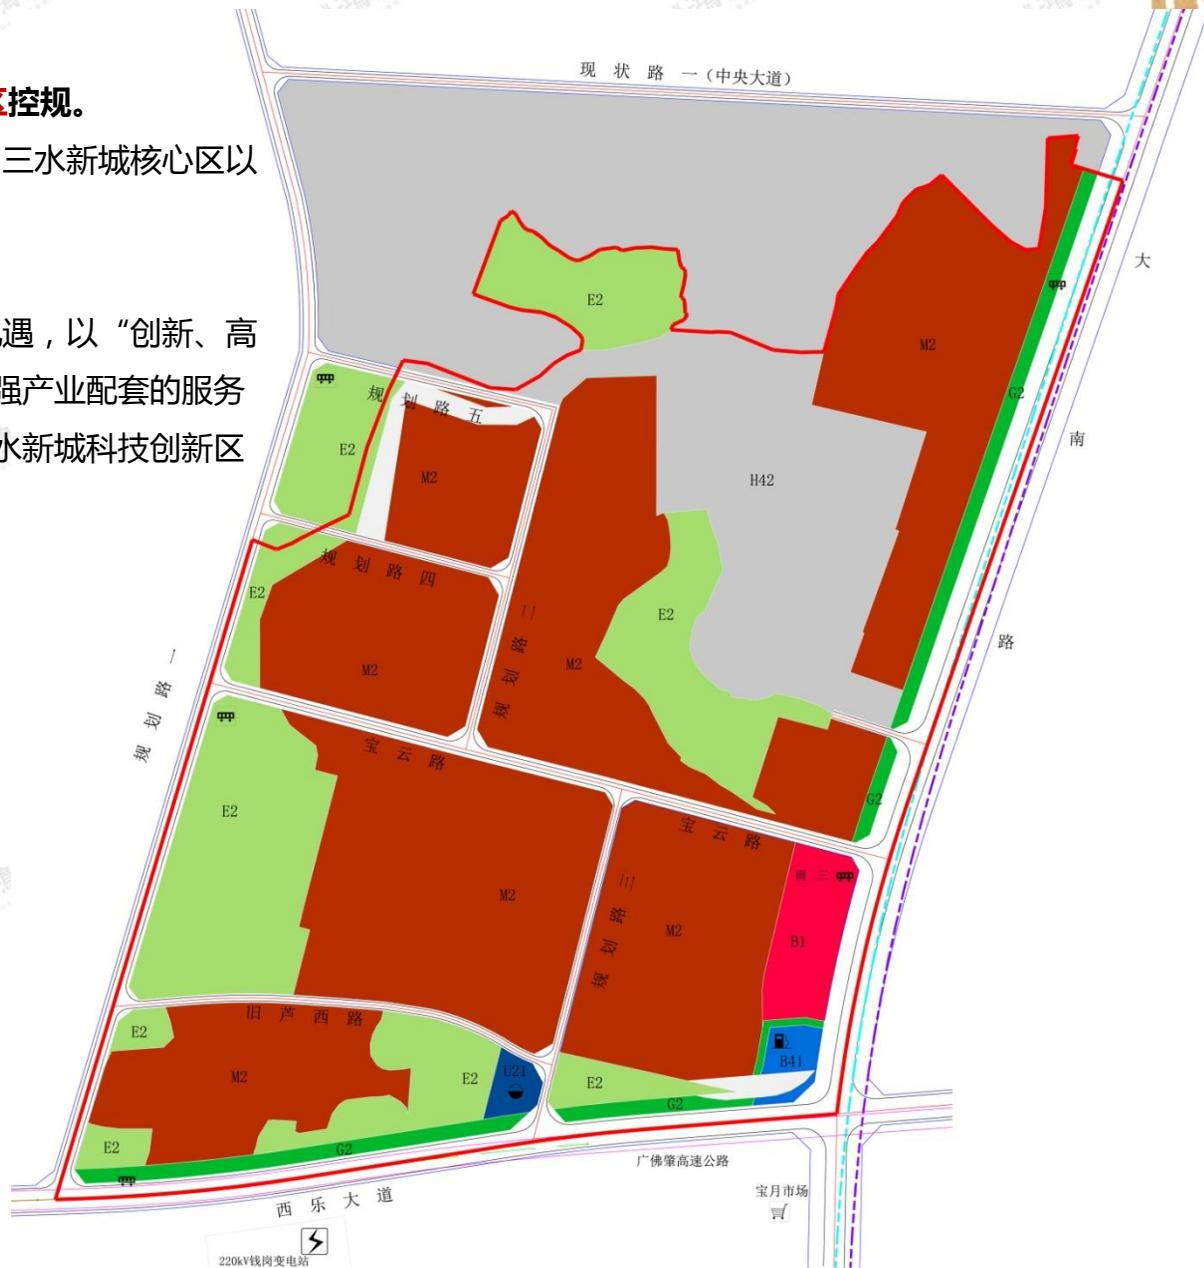 区控规。
三水新城核心区以
遇，以“创新、高
强产业配套的服务
水新城科技创新区
现状路一（中央大道）
大南路
E2
M2
G2
规划路五
E2
M2
H42
规划路四
E2
M2
规划路二
M2
E2
规划路一
宝云路
G2
E2
M2
宝云路
规划路三
M2
南三
B1
旧芦西路
E2
M2
E2
U21
E2
B41
G2
E2
G2
广佛肇高速公路
西乐大道
宝月市场
220kV钱岗变电站